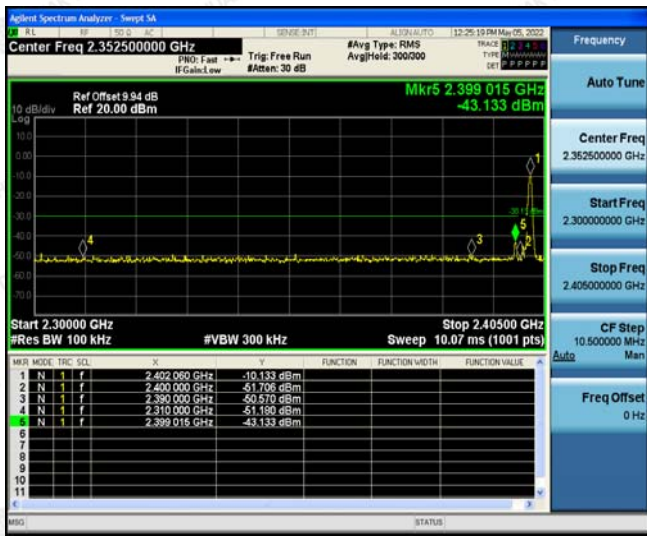 Agilent Spectrum Analyzer - Swept SA
RL RF 50 Ω AC SENSE:INT ALIGN AUTO 12:25:19 PM May 05, 2022
Center Freq 2.352500000 GHz
#Avg Type: RMS
TRACE 1 2 3 4 5 6
PNO: Fast Trig: Free Run Avg|Hold: 300/300
TYPE
IFGain:Low #Atten: 30 dB
DET P P P P P P
Ref Offset 9.94 dB
Mkr5 2.399 015 GHz
10 dB/div Ref 20.00 dBm
-43.133 dBm
Log
10.0
0.00
-10.0
-20.0
-30.0
-40.0
-50.0
-60.0
-70.0
1
2
3
4
5
Start 2.30000 GHz Stop 2.40500 GHz
#Res BW 100 kHz #VBW 300 kHz Sweep 10.07 ms (1001 pts)
MKR MODE TRC SCL X Y FUNCTION FUNCTION WIDTH FUNCTION VALUE
1 N 1 f 2.402 060 GHz -10.133 dBm
2 N 1 f 2.400 000 GHz -51.706 dBm
3 N 1 f 2.390 000 GHz -50.570 dBm
4 N 1 f 2.310 000 GHz -51.180 dBm
5 N 1 f 2.399 015 GHz -43.133 dBm
6
7
8
9
10
11
MSG STATUS
Frequency
Auto Tune
Center Freq
2.352500000 GHz
Start Freq
2.300000000 GHz
Stop Freq
2.405000000 GHz
CF Step
10.500000 MHz
Auto Man
Freq Offset
0 Hz